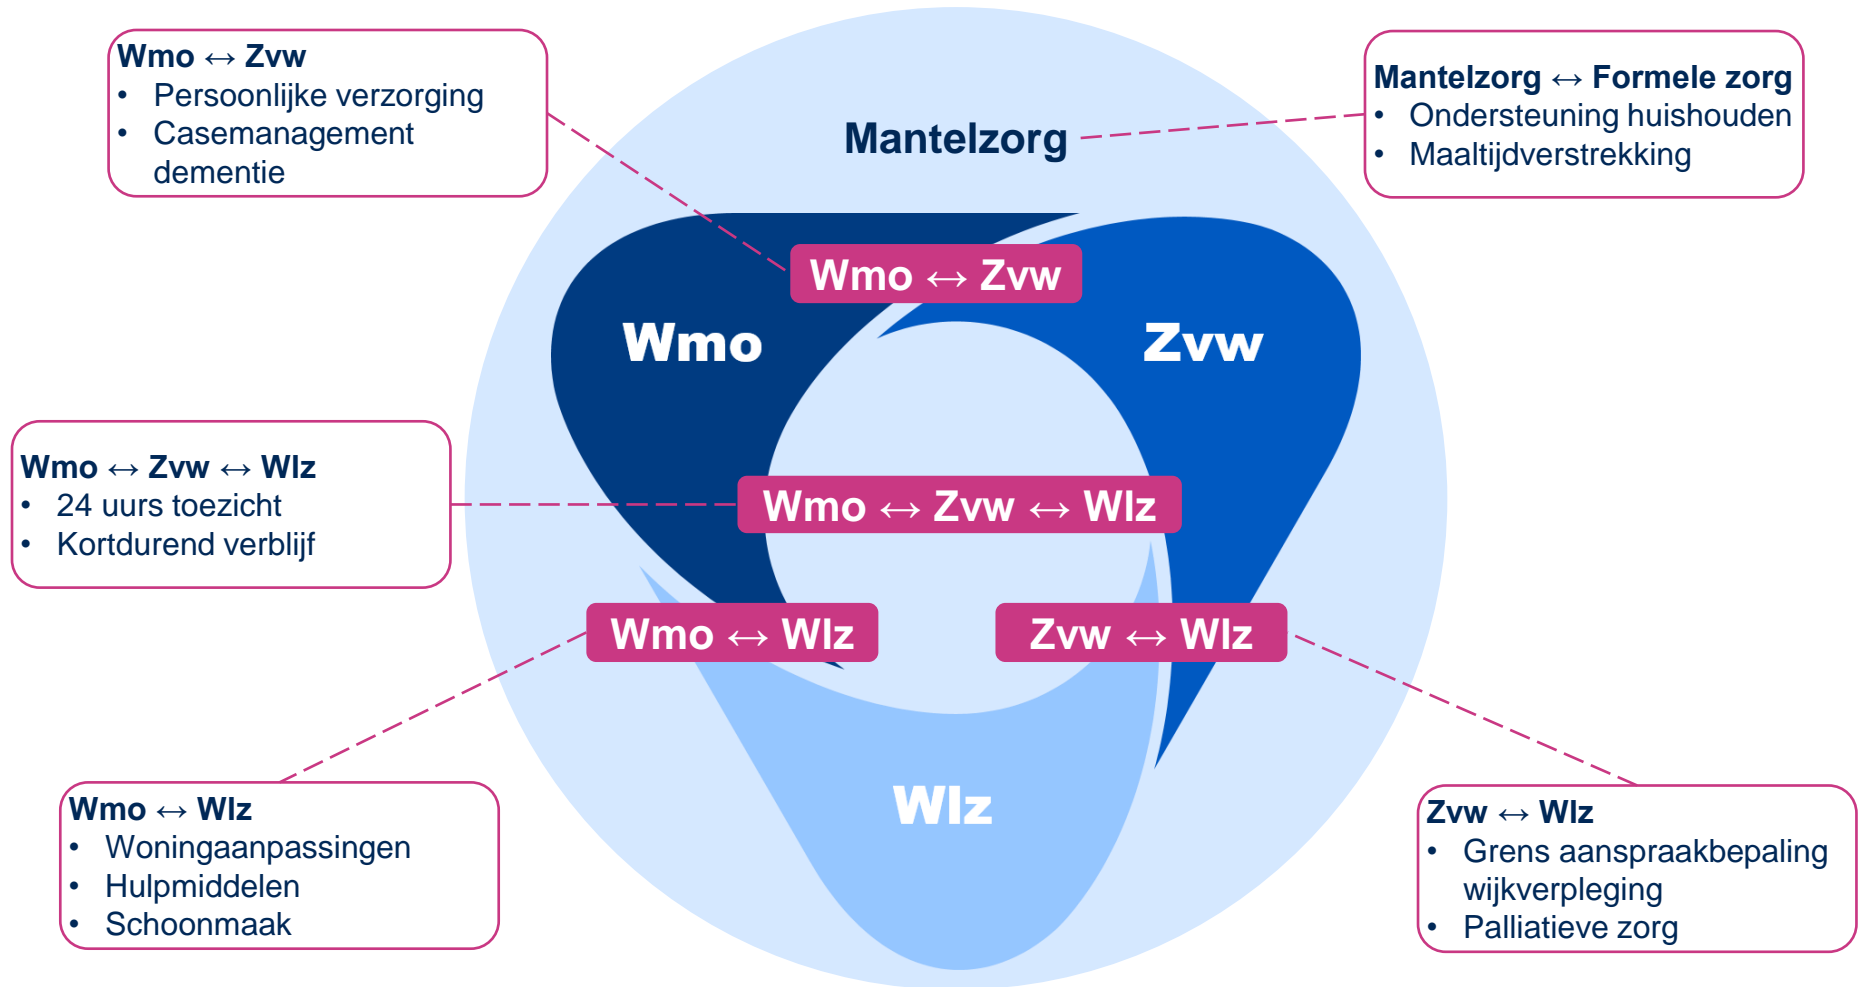 Wmo ↔ Zvw
• Persoonlijke verzorging
• Casemanagement
dementie
Mantelzorg ↔ Formele zorg
• Ondersteuning huishouden
• Maaltijdverstrekking
Mantelzorg
Wmo ↔ Zvw
Wmo
Zvw
Wmo ↔ Zvw ↔ Wlz
• 24 uurs toezicht
• Kortdurend verblijf
Wmo ↔ Zvw ↔ Wlz
Wmo ↔ Wlz
Zvw ↔ Wlz
Wlz
Wmo ↔ Wlz
• Woningaanpassingen
• Hulpmiddelen
• Schoonmaak
Zvw ↔ Wlz
• Grens aanspraakbepaling
wijkverpleging
• Palliatieve zorg